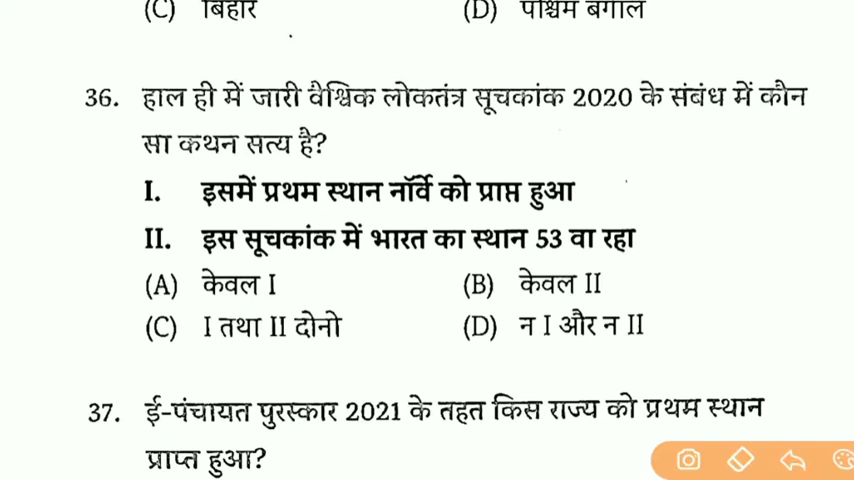 (C) बिहार (D) पश्चिम बंगाल
36. हाल ही में जारी वैश्विक लोकतंत्र सूचकांक 2020 के संबंध में कौन
सा कथन सत्य है?
I. इसमें प्रथम स्थान नॉर्वे को प्राप्त हुआ
II. इस सूचकांक में भारत का स्थान 53 वा रहा
(A) केवल I (B) केवल II
(C) I तथा II दोनो (D) न I और न II
37. ई-पंचायत पुरस्कार 2021 के तहत किस राज्य को प्रथम स्थान
प्राप्त हुआ?